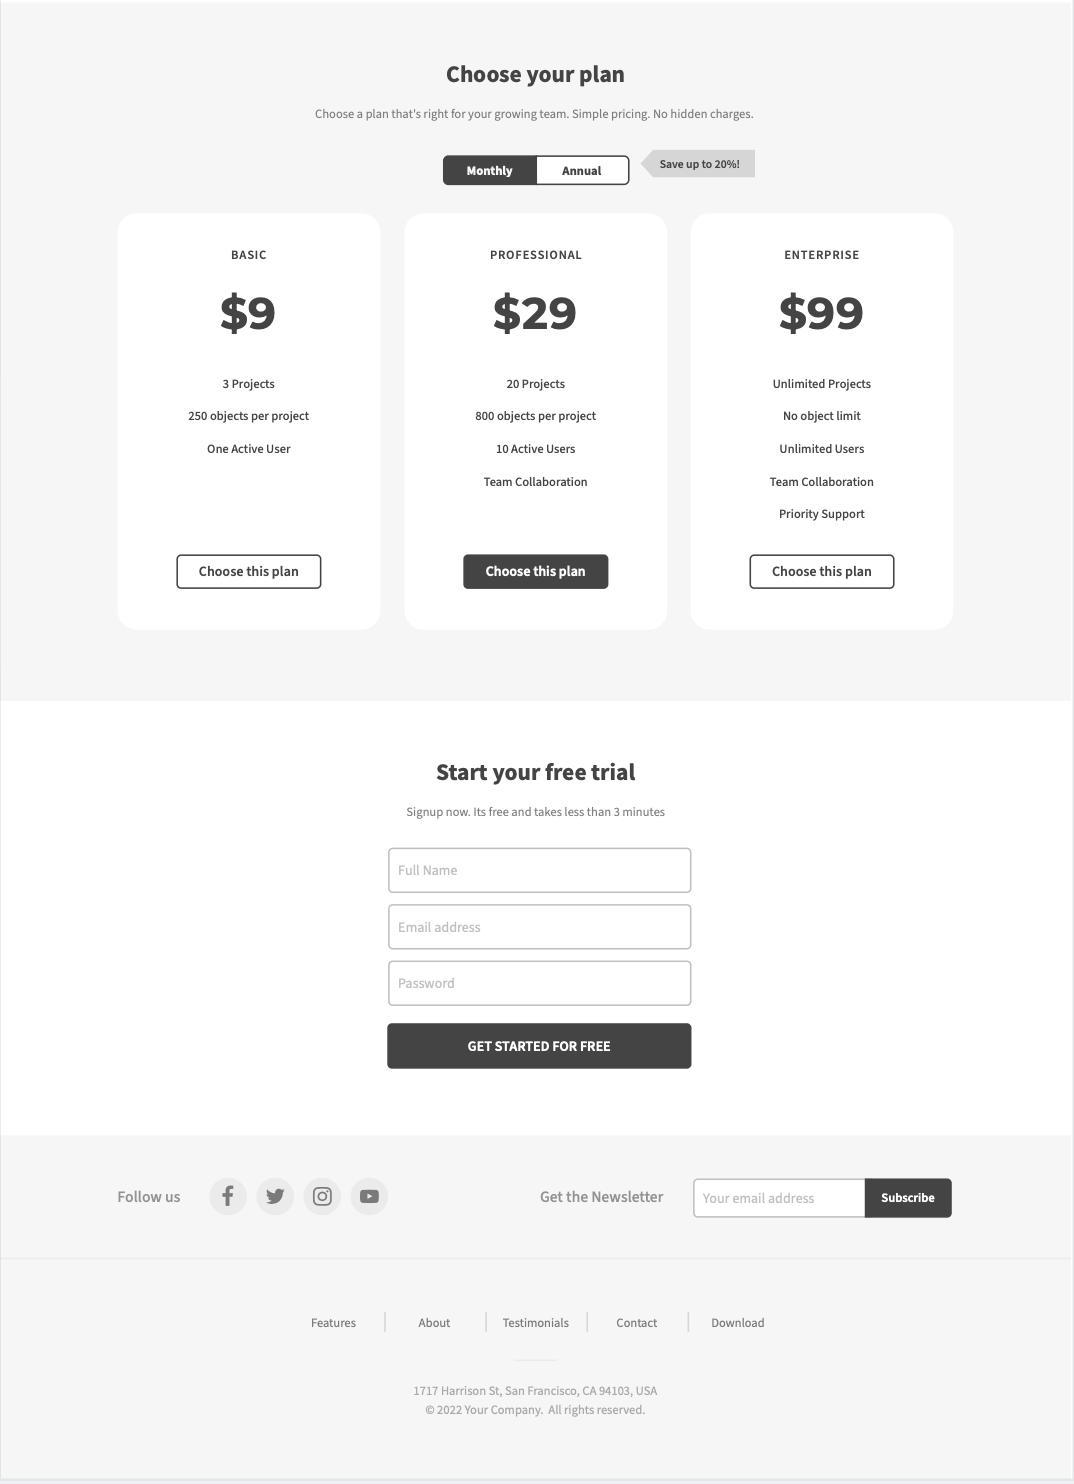 Choose your plan
Choose a plan that's right for your growing team. Simple pricing. No hidden charges.
Monthly
Annual
Save up to 20%!
BASIC
$9
3 Projects
250 objects per project
One Active User
Choose this plan
PROFESSIONAL
$29
20 Projects
800 objects per project
10 Active Users
Team Collaboration
Choose this plan
ENTERPRISE
$99
Unlimited Projects
No object limit
Unlimited Users
Team Collaboration
Priority Support
Choose this plan
Start your free trial
Signup now. Its free and takes less than 3 minutes
Full Name
Email address
Password
GET STARTED FOR FREE
Follow us
Get the Newsletter
Your email address
Subscribe
Features
About
Testimonials
Contact
Download
1717 Harrison St, San Francisco, CA 94103, USA
© 2022 Your Company.  All rights reserved.